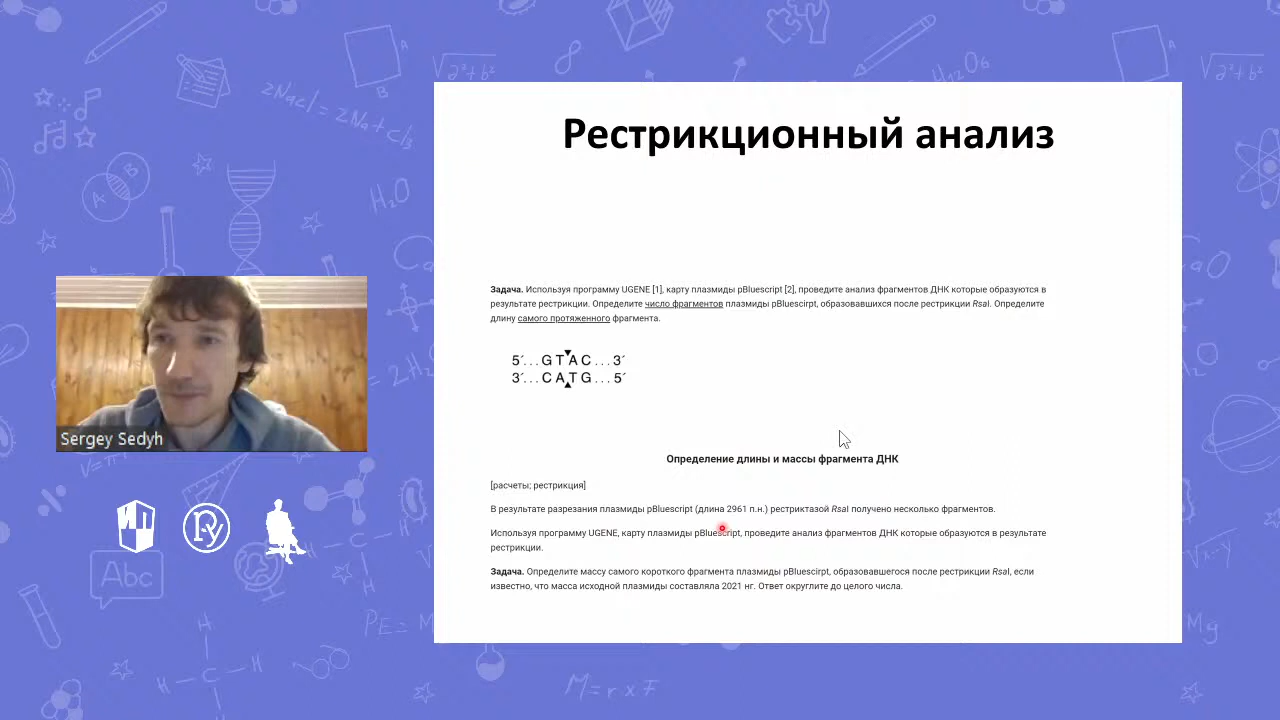 Рестрикционный анализ
Задача. Используя программу UGENE [1], карту плазмиды pBluescript [2], проведите анализ фрагментов ДНК которые образуются в
результате рестрикции. Определите число фрагментов плазмиды pBluescirpt, образовавшихся после рестрикции RsaI. Определите
длину самого протяженного фрагмента.
5´...GTAC...3´
3´...CATG...5´
Определение длины и массы фрагмента ДНК
[расчеты; рестрикция]
В результате разрезания плазмиды pBluescript (длина 2961 п.н.) рестриктазой RsaI получено несколько фрагментов.
Используя программу UGENE, карту плазмиды pBluescript, проведите анализ фрагментов ДНК которые образуются в результате
рестрикции.
Задача. Определите массу самого короткого фрагмента плазмиды pBluescirpt, образовавшегося после рестрикции RsaI, если
известно, что масса исходной плазмиды составляла 2021 нг. Ответ округлите до целого числа.
Sergey Sedyh
Abc
H₂O
M=rxF